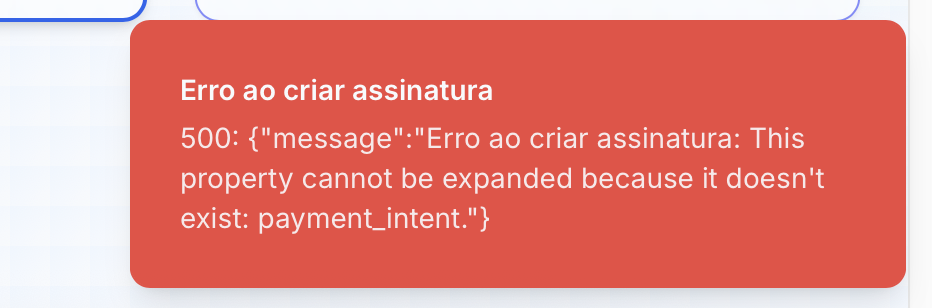 Erro ao criar assinatura
500: {"message":"Erro ao criar assinatura: This
property cannot be expanded because it doesn't
exist: payment_intent."}